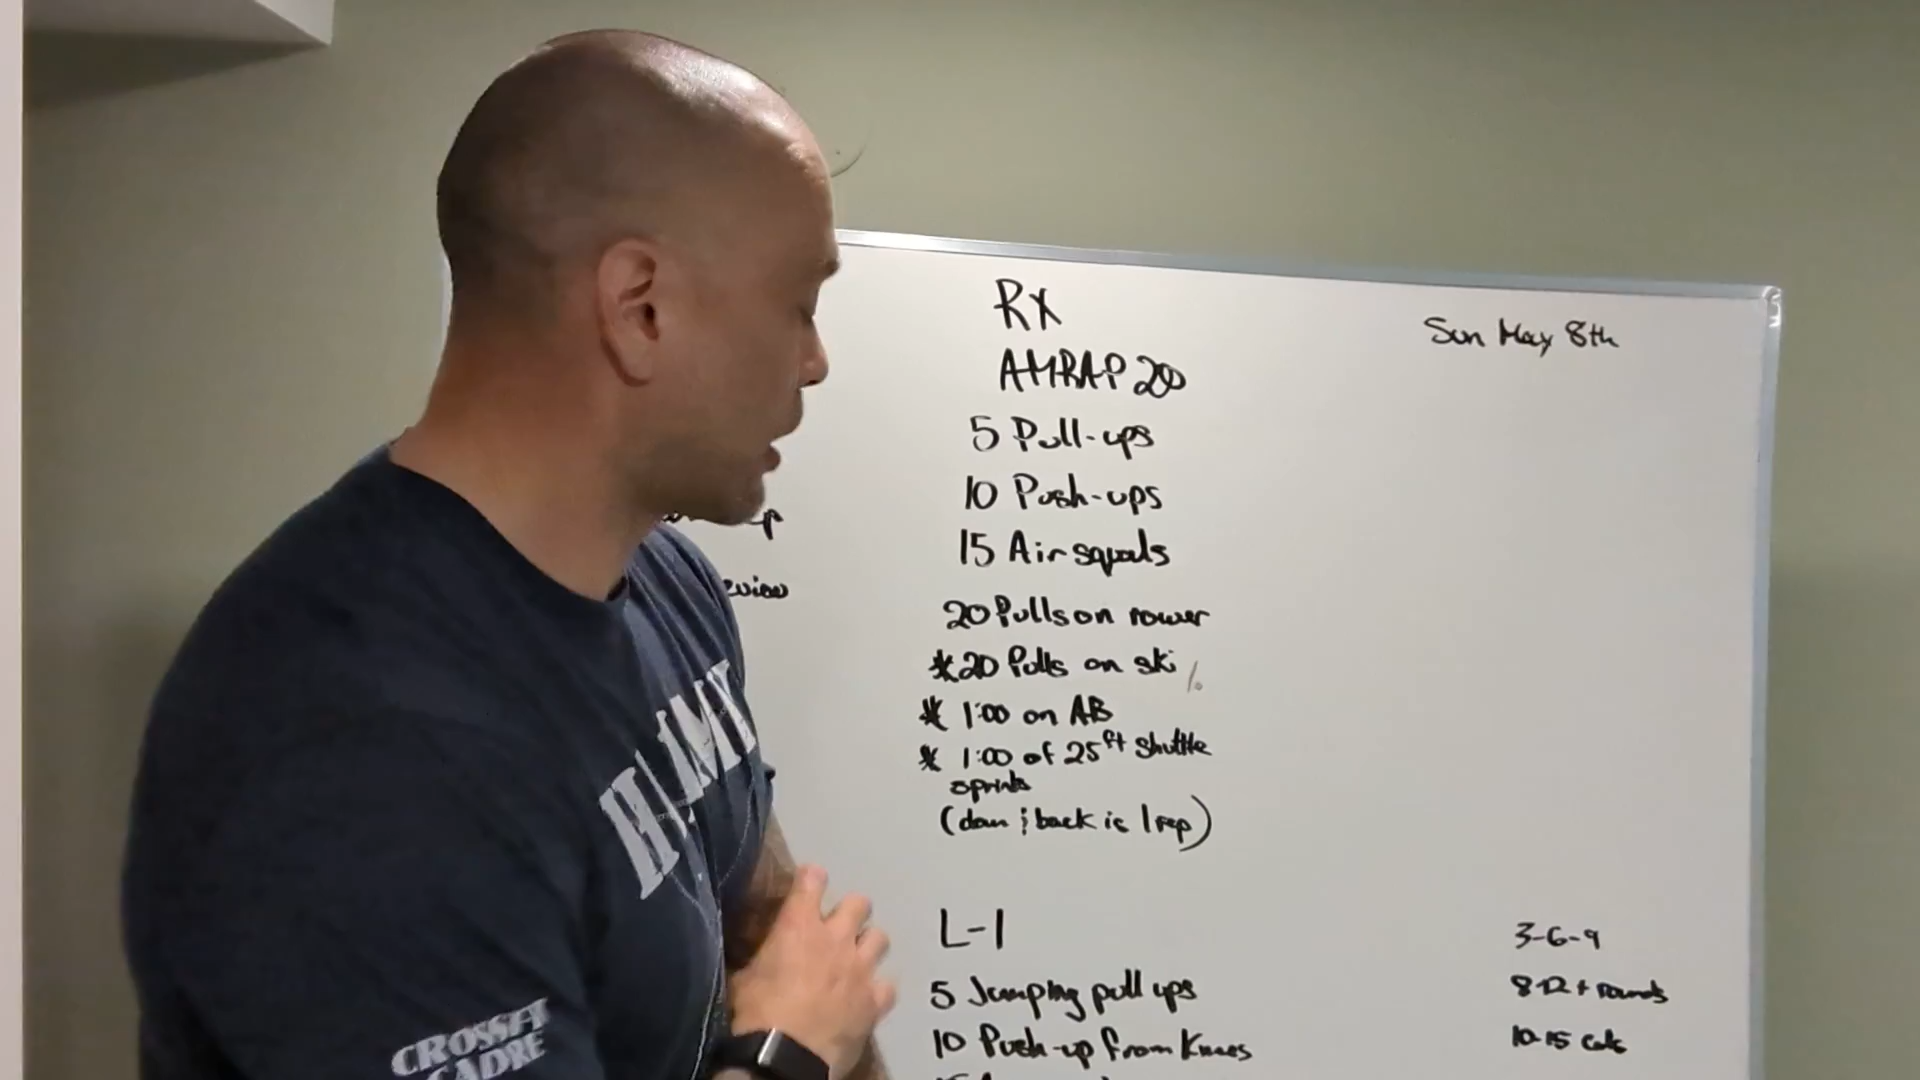 RX
Sun May 8th
AMRAP 20
5 Pull-ups
10 Push-ups
15 Air squats
20 Pulls on rower
*20 Pulls on ski
* 1:00 on AB
* 1:00 of 25ft shuttle
sprints
(down & back is 1 rep)
L-1
3-6-9
5 Jumping pull ups
8-12+ rounds
10 Push-up from Knees
10-15 cals
CROSSFIT
CADRE